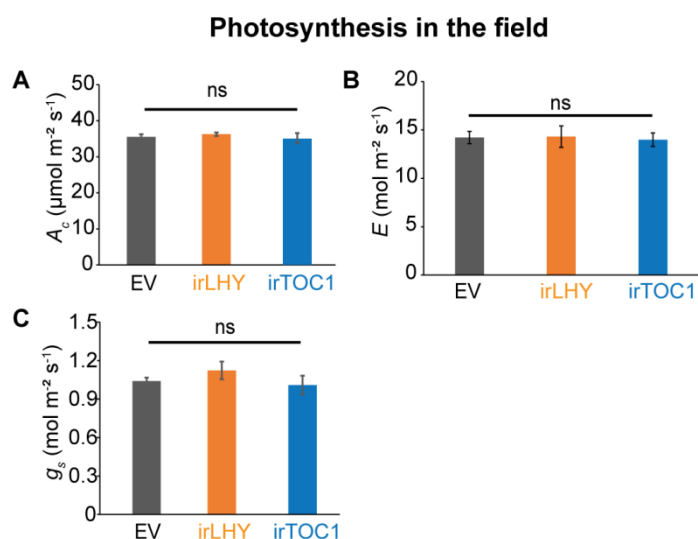 Photosynthesis in the field
A
A_c (μmol m⁻² s⁻¹)
50
40
30
20
10
0
ns
EV irLHY irTOC1
B
E (mol m⁻² s⁻¹)
20
15
10
5
0
ns
EV irLHY irTOC1
C
g_s (mol m⁻² s⁻¹)
1.5
1.2
0.9
0.6
0.3
0
ns
EV irLHY irTOC1